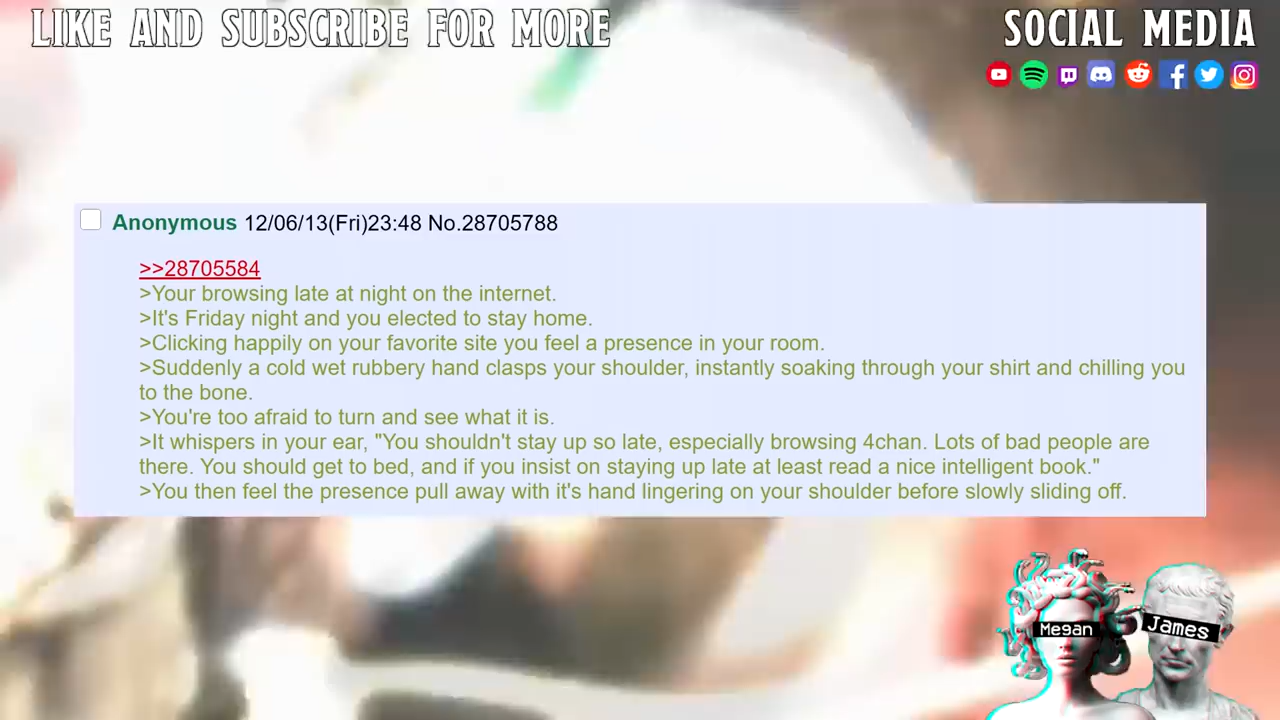 LIKE AND SUBSCRIBE FOR MORE
SOCIAL MEDIA
Anonymous 12/06/13(Fri)23:48 No.28705788
>>28705584
>Your browsing late at night on the internet.
>It's Friday night and you elected to stay home.
>Clicking happily on your favorite site you feel a presence in your room.
>Suddenly a cold wet rubbery hand clasps your shoulder, instantly soaking through your shirt and chilling you
to the bone.
>You're too afraid to turn and see what it is.
>It whispers in your ear, "You shouldn't stay up so late, especially browsing 4chan. Lots of bad people are
there. You should get to bed, and if you insist on staying up late at least read a nice intelligent book."
>You then feel the presence pull away with it's hand lingering on your shoulder before slowly sliding off.
Megan
James